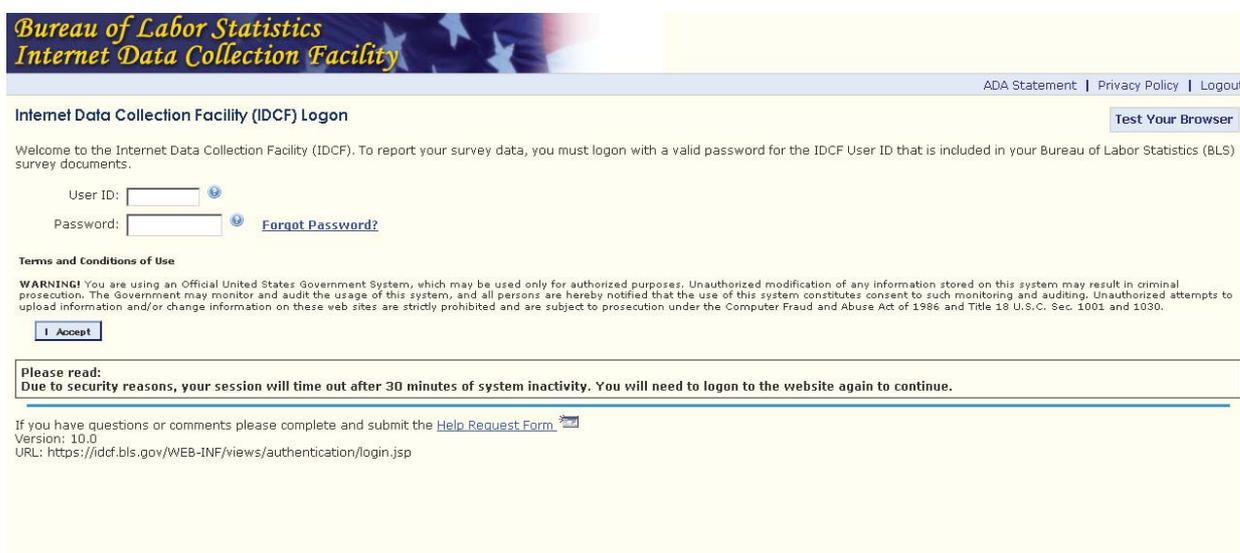 Bureau of Labor Statistics
Internet Data Collection Facility
ADA Statement | Privacy Policy | Logout
Internet Data Collection Facility (IDCF) Logon
Test Your Browser
Welcome to the Internet Data Collection Facility (IDCF). To report your survey data, you must logon with a valid password for the IDCF User ID that is included in your Bureau of Labor Statistics (BLS)
survey documents.
User ID:
Password: Forgot Password?
Terms and Conditions of Use
WARNING! You are using an Official United States Government System, which may be used only for authorized purposes. Unauthorized modification of any information stored on this system may result in criminal
prosecution. The Government may monitor and audit the usage of this system, and all persons are hereby notified that the use of this system constitutes consent to such monitoring and auditing. Unauthorized attempts to
upload information and/or change information on these web sites are strictly prohibited and are subject to prosecution under the Computer Fraud and Abuse Act of 1986 and Title 18 U.S.C. Sec. 1001 and 1030.
I Accept
Please read:
Due to security reasons, your session will time out after 30 minutes of system inactivity. You will need to logon to the website again to continue.
If you have questions or comments please complete and submit the Help Request Form
Version: 10.0
URL: https://idcf.bls.gov/WEB-INF/views/authentication/login.jsp